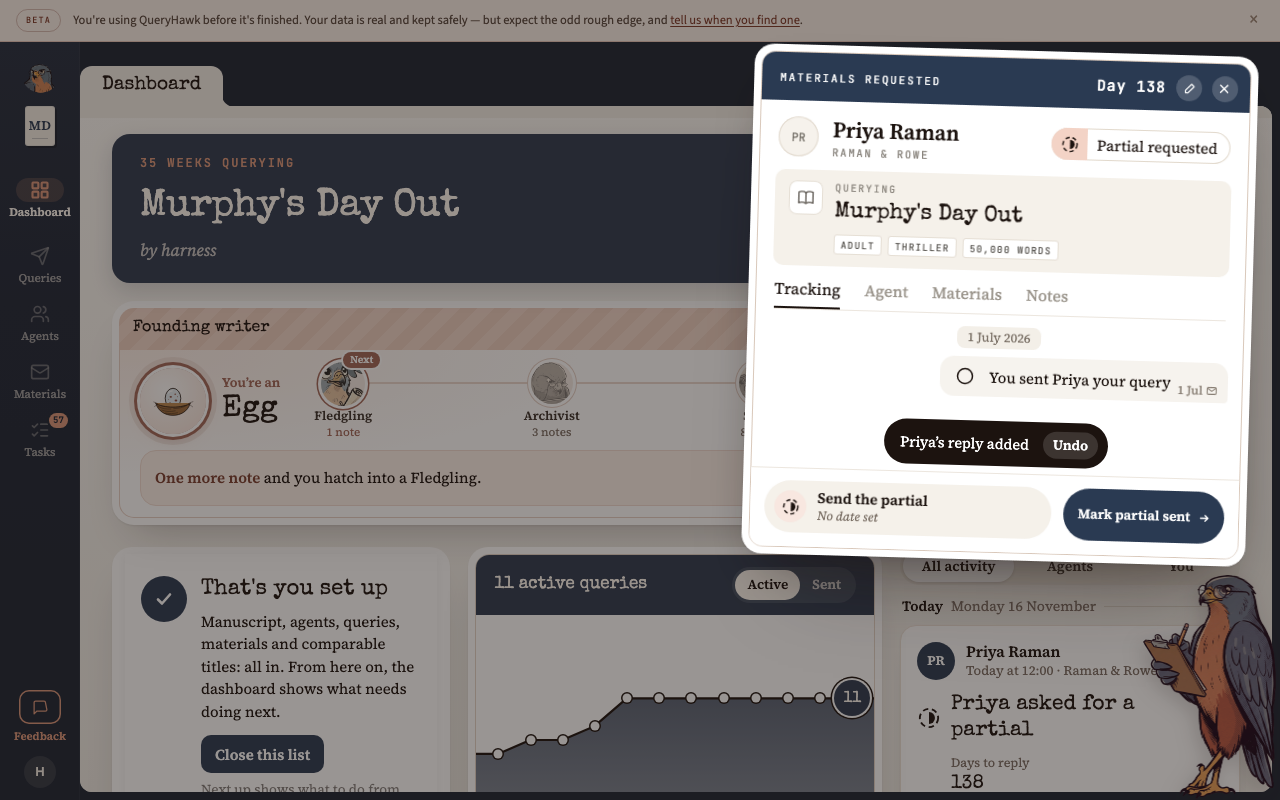 BETA
You're using QueryHawk before it's finished. Your data is real and kept safely — but expect the odd rough edge, and tell us when you find one.
MD
Dashboard
Queries
Agents
Materials
57
Tasks
Feedback
H
Dashboard
35 WEEKS QUERYING
Murphy's Day Out
by harness
Founding writer
You're an
Egg
Next
Fledgling
1 note
Archivist
3 notes
One more note and you hatch into a Fledgling.
That's you set up
Manuscript, agents, queries,
materials and comparable
titles: all in. From here on, the
dashboard shows what needs
doing next.
Close this list
Next up shows what to do from
11 active queries
Active
Sent
11
All activity
Agents
You
Today Monday 16 November
PR
Priya Raman
Today at 12:00 · Raman & Rowe
Priya asked for a
partial
Days to reply
138
MATERIALS REQUESTED
Day 138
PR
Priya Raman
RAMAN & ROWE
Partial requested
QUERYING
Murphy's Day Out
ADULT
THRILLER
50,000 WORDS
Tracking
Agent
Materials
Notes
1 July 2026
You sent Priya your query
1 Jul
Priya's reply added
Undo
Send the partial
No date set
Mark partial sent →